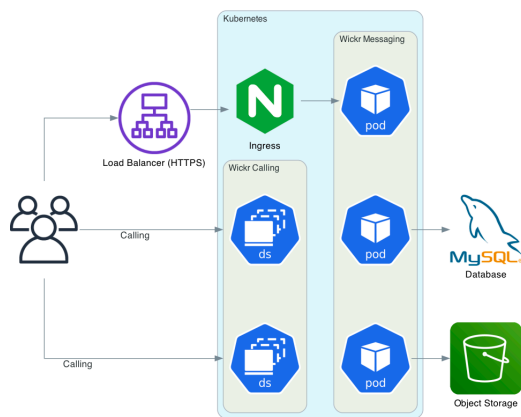 Kubernetes
Wickr Messaging
pod
Load Balancer (HTTPS)
Ingress
Wickr Calling
Calling
ds
pod
MySQL
Database
Calling
ds
pod
Object Storage